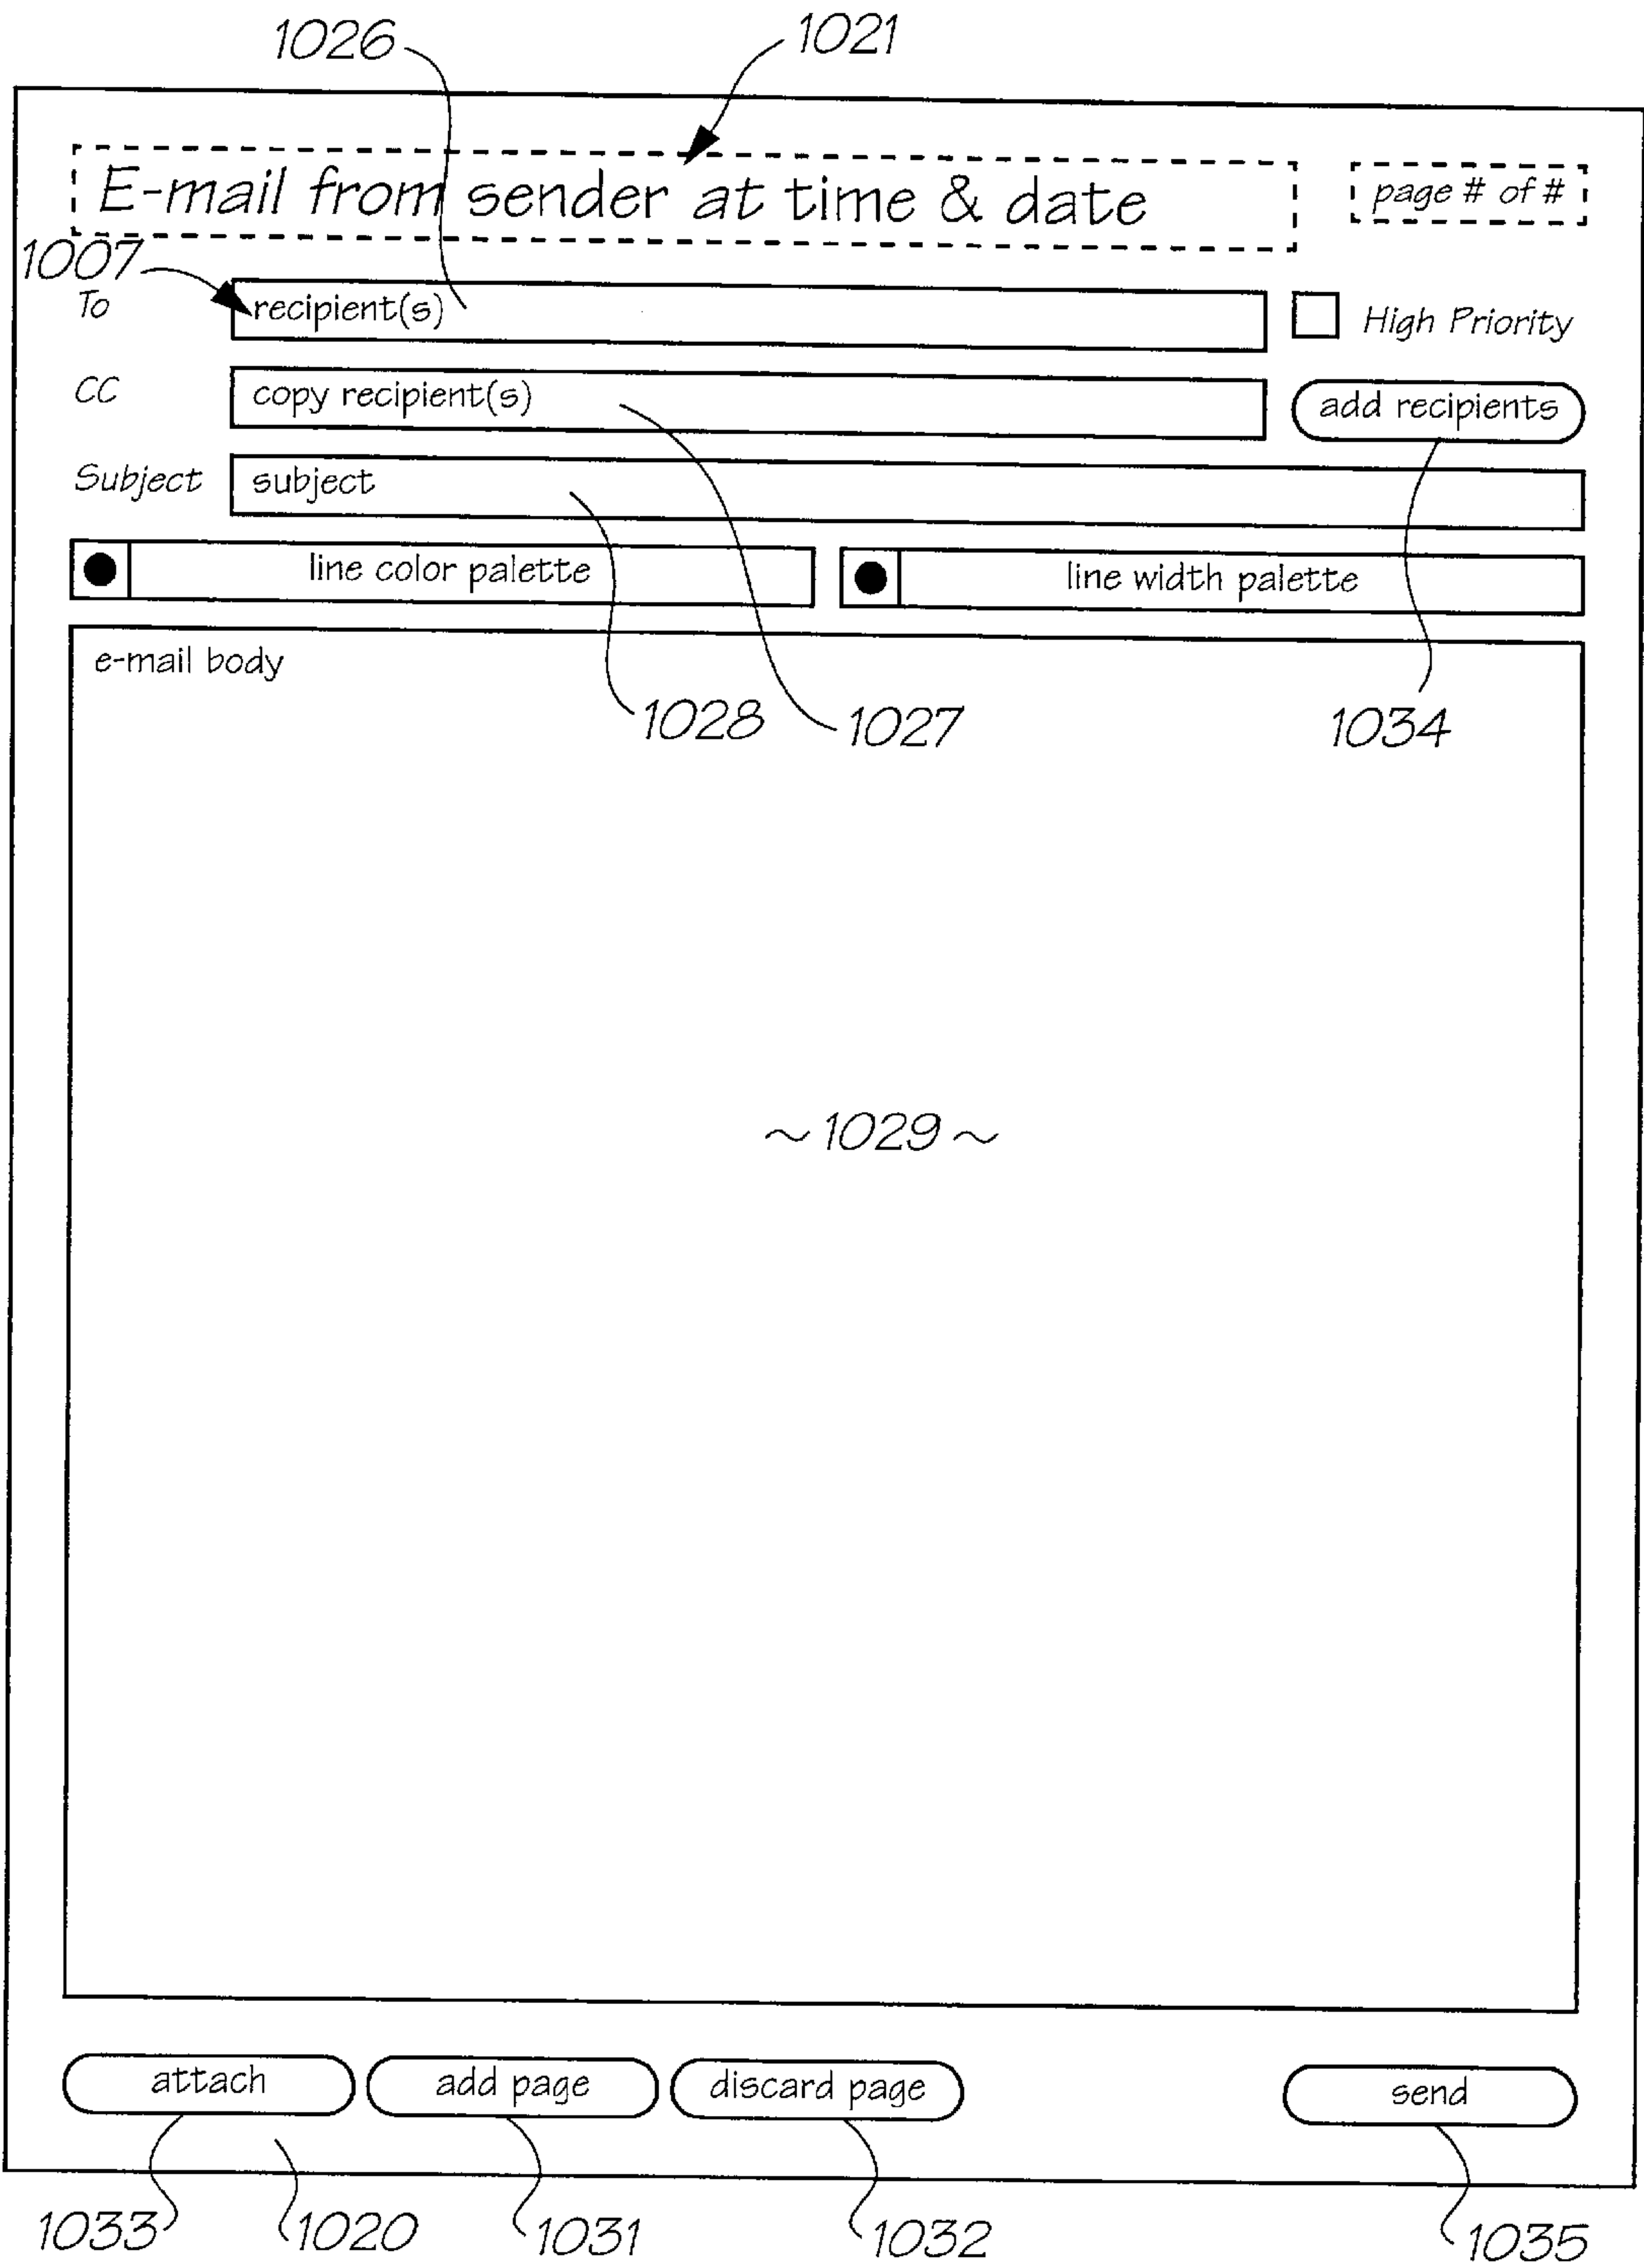 1026 1021
E-mail from sender at time & date page # of #
1007
To recipient(s) High Priority
CC copy recipient(s) add recipients
Subject subject
line color palette line width palette
e-mail body
1028 1027 1034
~1029~
attach add page discard page send
1033 1020 1031 1032 1035